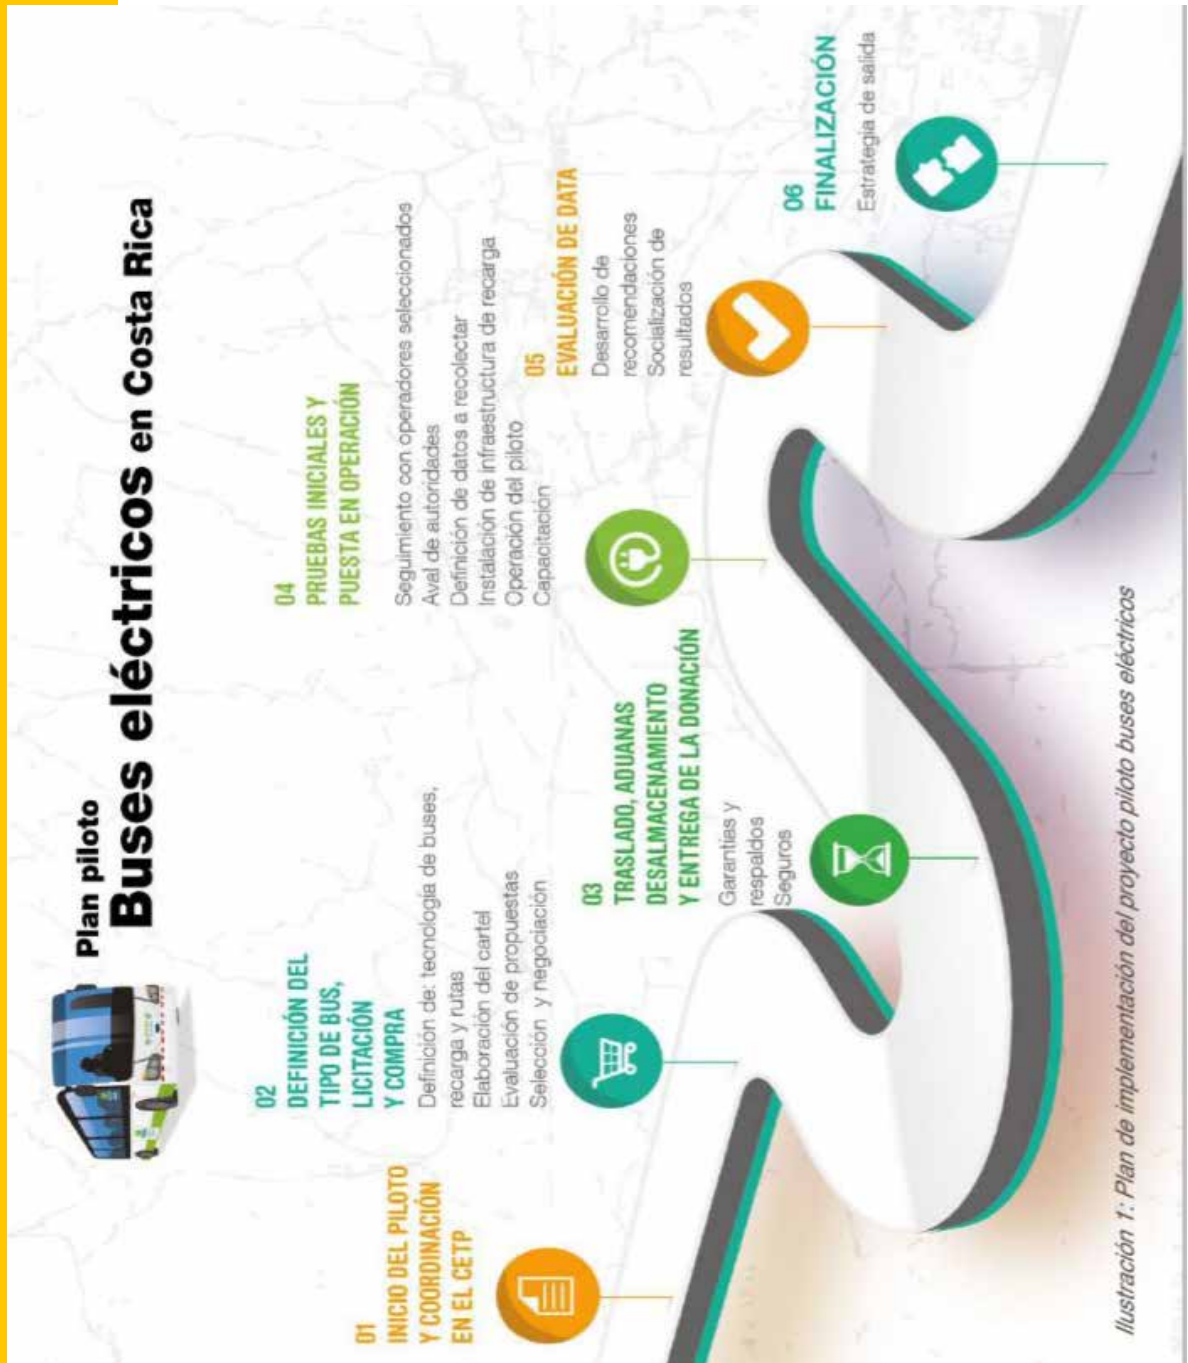 Plan piloto
Buses eléctricos en Costa Rica
01
INICIO DEL PILOTO
Y COORDINACIÓN
EN EL CETP
02
DEFINICIÓN DEL
TIPO DE BUS,
LICITACIÓN
Y COMPRA
Definición de: tecnología de buses,
recarga y rutas
Elaboración del cartel
Evaluación de propuestas
Selección y negociación
03
TRASLADO, ADUANAS
DESALMACENAMIENTO
Y ENTREGA DE LA DONACIÓN
Garantías y
respaldos
Seguros
04
PRUEBAS INICIALES Y
PUESTA EN OPERACIÓN
Seguimiento con operadores seleccionados
Aval de autoridades
Definición de datos a recolectar
Instalación de infraestructura de recarga
Operación del piloto
Capacitación
05
EVALUACIÓN DE DATA
Desarrollo de
recomendaciones
Socialización de
resultados
06
FINALIZACIÓN
Estrategia de salida
Ilustración 1: Plan de implementación del proyecto piloto buses eléctricos